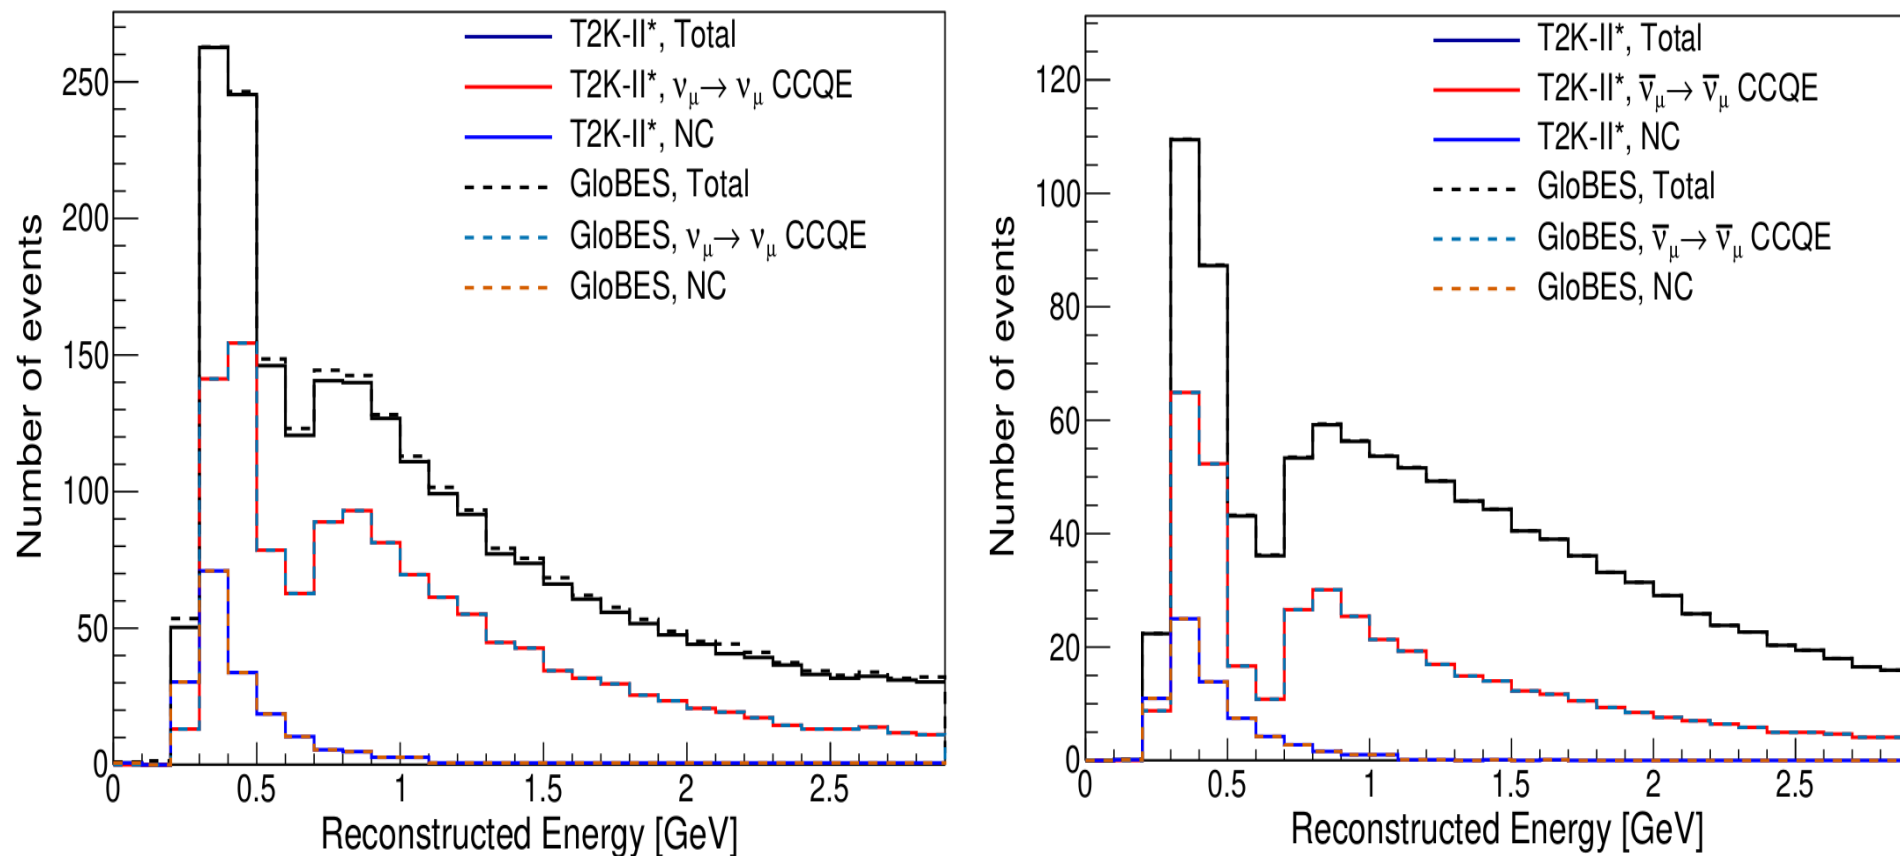 Number of events
250
200
150
100
50
0
T2K-II*, Total
T2K-II*, νμ→ νμ CCQE
T2K-II*, NC
GloBES, Total
GloBES, νμ→ νμ CCQE
GloBES, NC
0 0.5 1 1.5 2 2.5
Reconstructed Energy [GeV]
Number of events
120
100
80
60
40
20
0
T2K-II*, Total
T2K-II*, ν̅μ→ ν̅μ CCQE
T2K-II*, NC
GloBES, Total
GloBES, ν̅μ→ ν̅μ CCQE
GloBES, NC
0 0.5 1 1.5 2 2.5
Reconstructed Energy [GeV]